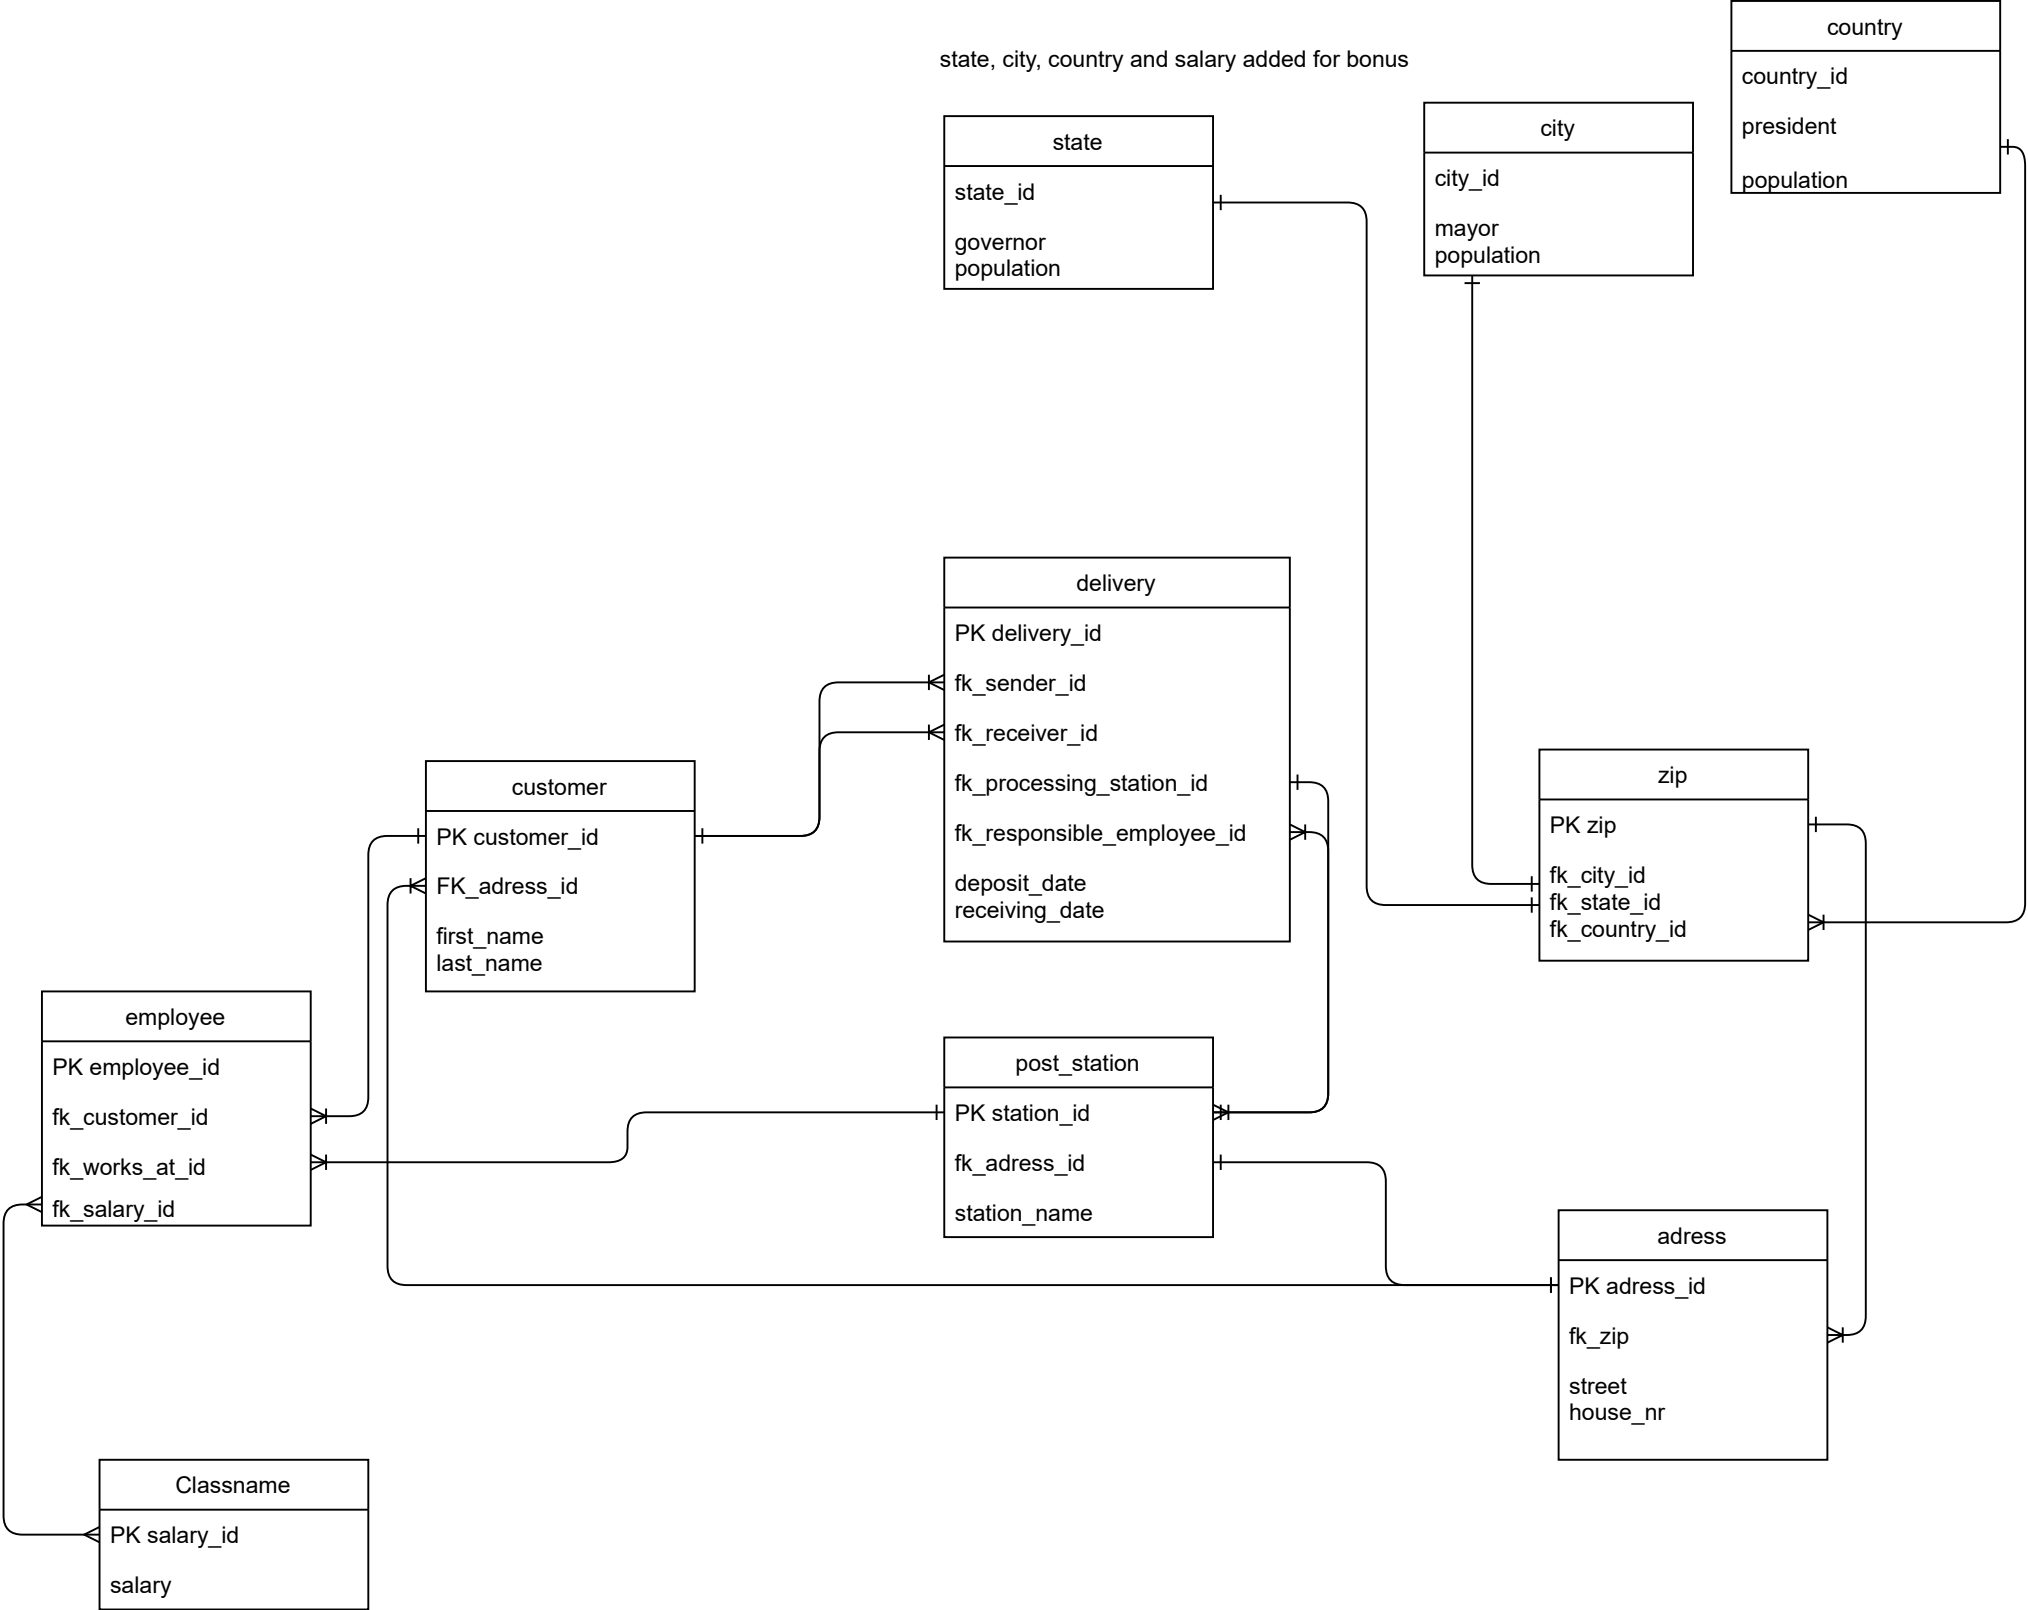 country
country_id
president
population
state, city, country and salary added for bonus
state
state_id
governor
population
city
city_id
mayor
population
delivery
PK delivery_id
fk_sender_id
fk_receiver_id
fk_processing_station_id
fk_responsible_employee_id
deposit_date
receiving_date
customer
PK customer_id
FK_adress_id
first_name
last_name
zip
PK zip
fk_city_id
fk_state_id
fk_country_id
employee
PK employee_id
fk_customer_id
fk_works_at_id
fk_salary_id
post_station
PK station_id
fk_adress_id
station_name
adress
PK adress_id
fk_zip
street
house_nr
Classname
PK salary_id
salary